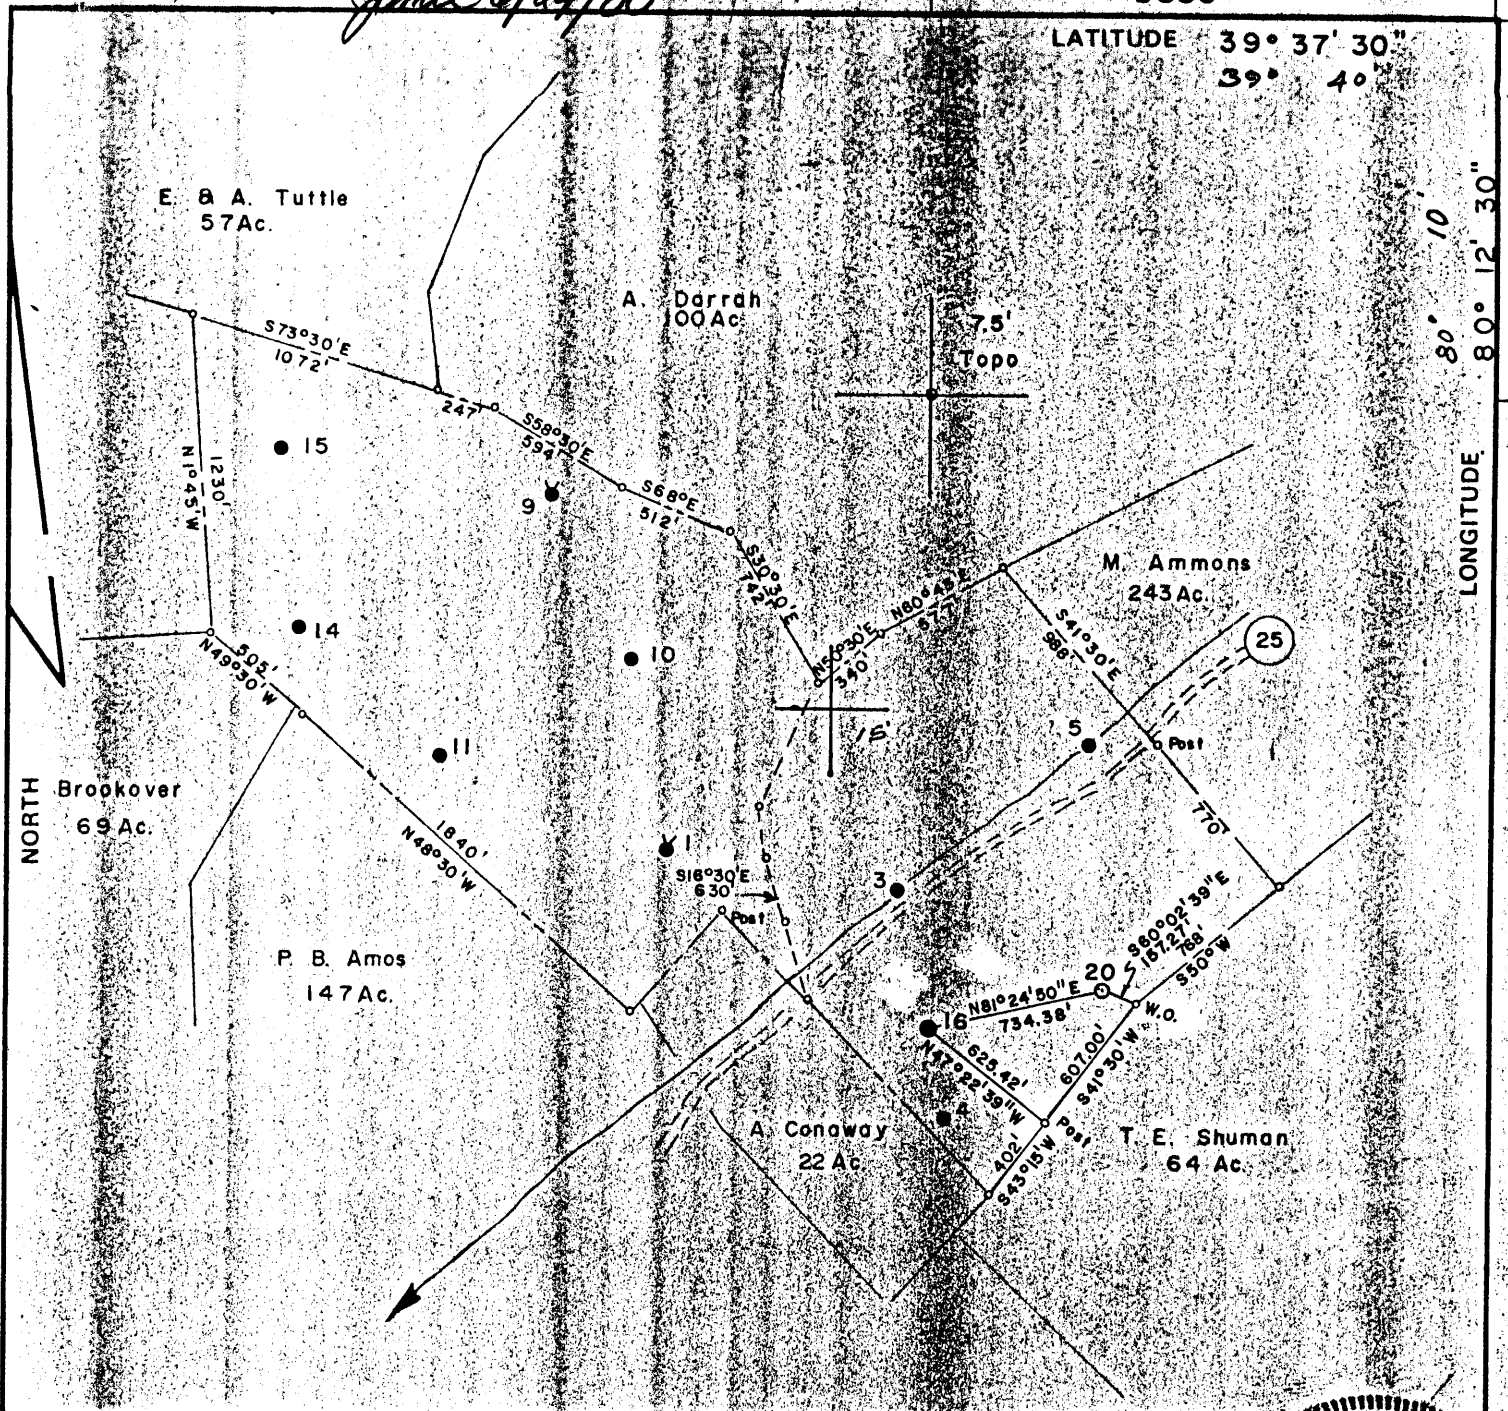 LATITUDE 39° 37' 30"
39° 40'
80° 10'
LONGITUDE 80° 12' 30"
E. & A. Tuttle
57 Ac.
A. Darrah
100 Ac.
7.5'
Topo
S73°30'E
1072'
247'
S58°30'E
594'
S68°E
512'
15
9
N1°45'W
1230'
S30°30'E
742'
N50°30'E
340'
N60°45'E
577'
M. Ammons
243 Ac.
S41°30'E
988'
25
14
10
505'
N49°30'W
15'
5
Post
11
NORTH
Brookover
69 Ac.
770'
1840'
N48°30'W
1
S16°30'E
630'
Post
3
S60°02'39"E
157.27'
768'
S50°W
P. B. Amos
147 Ac.
20
N81°24'50"E
734.38'
W.O.
16
625.42'
N47°22'39"W
607.00'
S41°30'W
4
Post
A. Conaway
22 Ac.
T. E. Shuman
64 Ac.
402'
S43°15'W